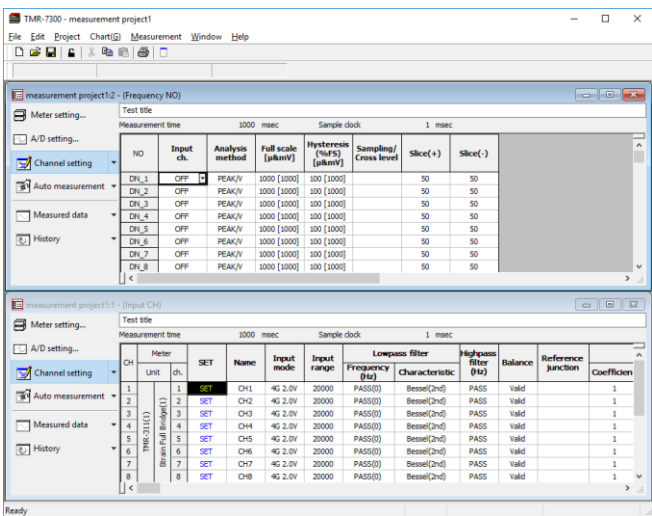 TMR-7300 - measurement project1
File Edit Project Chart(G) Measurement Window Help
measurement project1:2 - (Frequency NO)
Meter setting...
A/D setting...
Channel setting
Auto measurement
Measured data
History
Test title
Measurement time 1000 msec Sample clock 1 msec
NO Input ch. Analysis method Full scale [µ&mV] Hysteresis (%FS) [µ&mV] Sampling/ Cross level Slice(+) Slice(-)
DN_1 OFF PEAK/V 1000 [1000] 100 [1000] 50 50
DN_2 OFF PEAK/V 1000 [1000] 100 [1000] 50 50
DN_3 OFF PEAK/V 1000 [1000] 100 [1000] 50 50
DN_4 OFF PEAK/V 1000 [1000] 100 [1000] 50 50
DN_5 OFF PEAK/V 1000 [1000] 100 [1000] 50 50
DN_6 OFF PEAK/V 1000 [1000] 100 [1000] 50 50
DN_7 OFF PEAK/V 1000 [1000] 100 [1000] 50 50
DN_8 OFF PEAK/V 1000 [1000] 100 [1000] 50 50
measurement project1:1 - (Input CH)
Meter setting...
A/D setting...
Channel setting
Auto measurement
Measured data
History
Test title
Measurement time 1000 msec Sample clock 1 msec
CH Meter Unit ch. SET Name Input mode Input range Lowpass filter Frequency (Hz) Characteristic Highpass filter (Hz) Balance Reference junction Coefficien
TMR-311(1)
Strain Full Bridge(1)
1 1 SET CH1 4G 2.0V 20000 PASS(0) Bessel(2nd) PASS Valid 1
2 2 SET CH2 4G 2.0V 20000 PASS(0) Bessel(2nd) PASS Valid 1
3 3 SET CH3 4G 2.0V 20000 PASS(0) Bessel(2nd) PASS Valid 1
4 4 SET CH4 4G 2.0V 20000 PASS(0) Bessel(2nd) PASS Valid 1
5 5 SET CH5 4G 2.0V 20000 PASS(0) Bessel(2nd) PASS Valid 1
6 6 SET CH6 4G 2.0V 20000 PASS(0) Bessel(2nd) PASS Valid 1
7 7 SET CH7 4G 2.0V 20000 PASS(0) Bessel(2nd) PASS Valid 1
8 8 SET CH8 4G 2.0V 20000 PASS(0) Bessel(2nd) PASS Valid 1
Ready